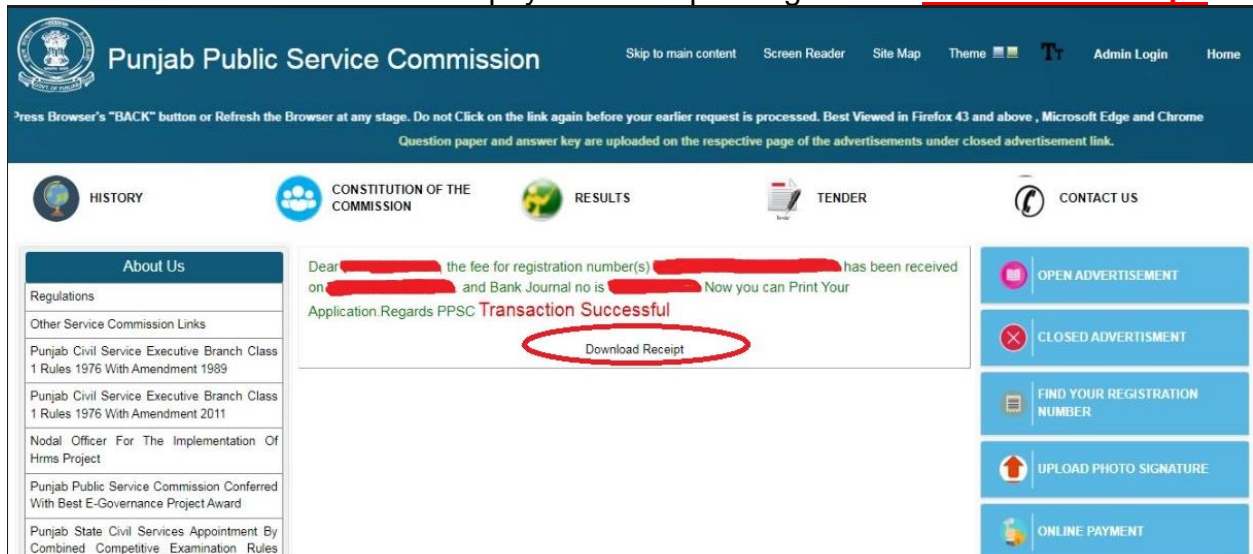 Punjab Public Service Commission
Skip to main content Screen Reader Site Map Theme Tт Admin Login Home
Press Browser's "BACK" button or Refresh the Browser at any stage. Do not Click on the link again before your earlier request is processed. Best Viewed in Firefox 43 and above , Microsoft Edge and Chrome
Question paper and answer key are uploaded on the respective page of the advertisements under closed advertisement link.
HISTORY
CONSTITUTION OF THE
COMMISSION
RESULTS
TENDER
CONTACT US
About Us
Regulations
Other Service Commission Links
Punjab Civil Service Executive Branch Class
1 Rules 1976 With Amendment 1989
Punjab Civil Service Executive Branch Class
1 Rules 1976 With Amendment 2011
Nodal Officer For The Implementation Of
Hrms Project
Punjab Public Service Commission Conferred
With Best E-Governance Project Award
Punjab State Civil Services Appointment By
Combined Competitive Examination Rules
Dear the fee for registration number(s) has been received
on and Bank Journal no is Now you can Print Your
Application.Regards PPSC Transaction Successful
Download Receipt
OPEN ADVERTISEMENT
CLOSED ADVERTISMENT
FIND YOUR REGISTRATION
NUMBER
UPLOAD PHOTO SIGNATURE
ONLINE PAYMENT